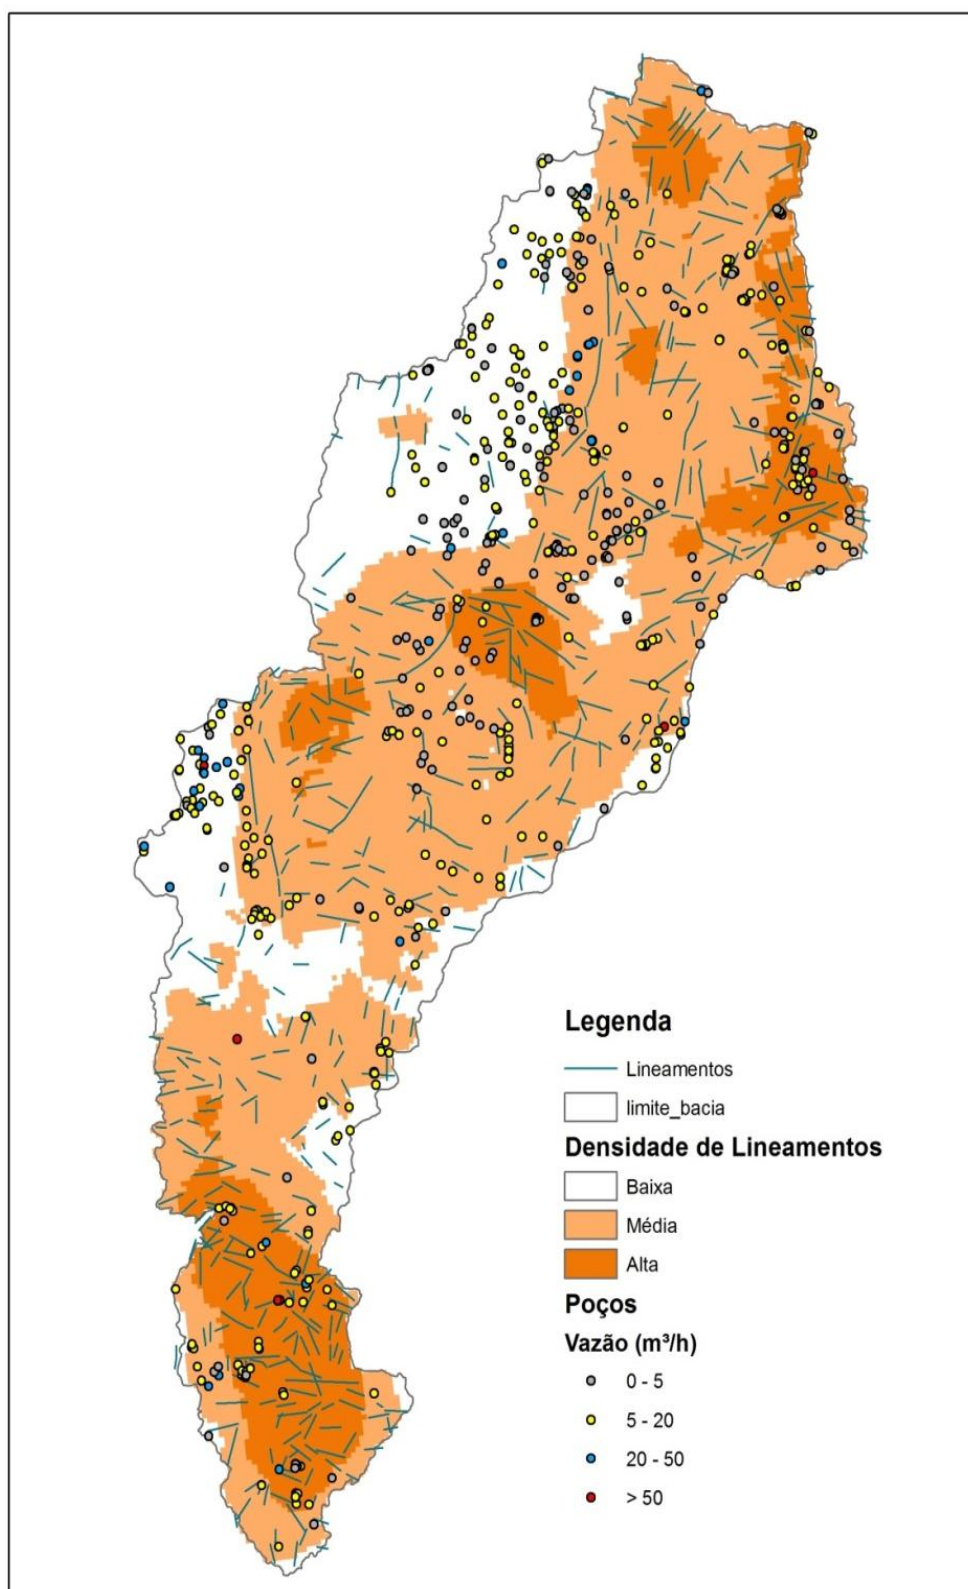 Legenda
Lineamentos
limite_bacia
Densidade de Lineamentos
Baixa
Média
Alta
Poços
Vazão (m³/h)
0 - 5
5 - 20
20 - 50
> 50